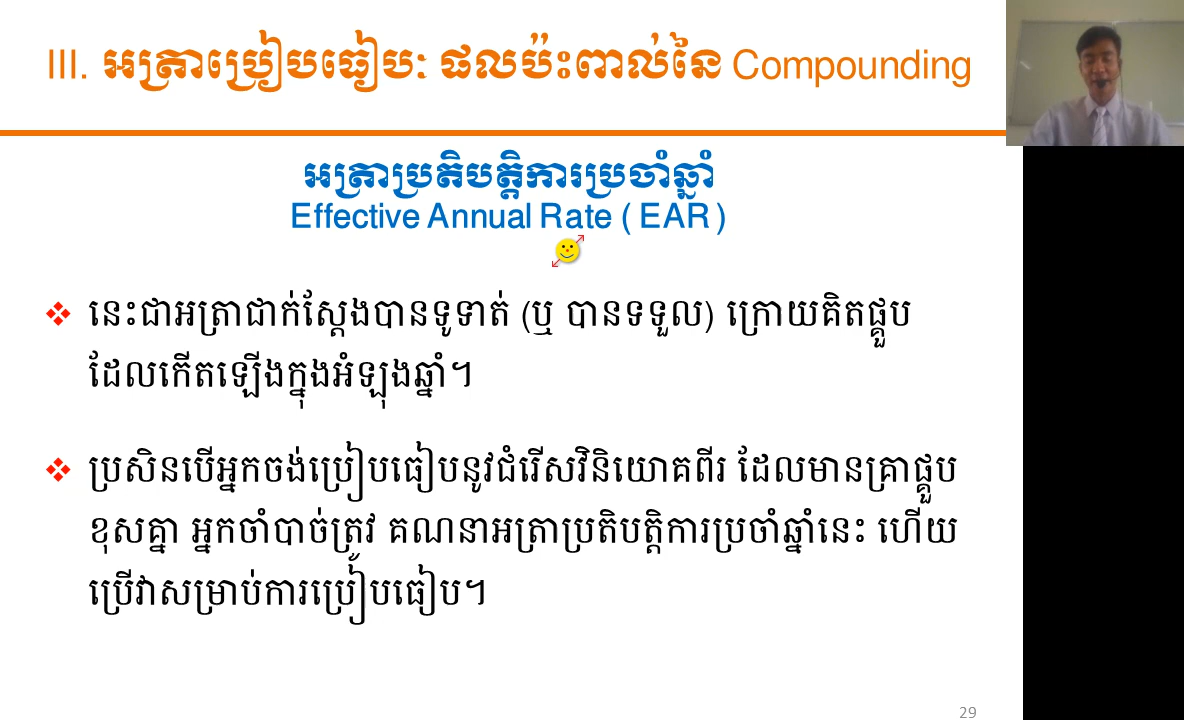 III. អត្រាប្រៀបធៀប: ផលប៉ះពាល់នៃ Compounding
អត្រាប្រតិបត្តិការប្រចាំឆ្នាំ
Effective Annual Rate ( EAR )
❖ នេះជាអត្រាជាក់ស្តែងបានទូទាត់ (ឬ បានទទួល) ក្រោយគិតផ្គួប
ដែលកើតឡើងក្នុងអំឡុងឆ្នាំ។
❖ ប្រសិនបើអ្នកចង់ប្រៀបធៀបនូវជំរើសវិនិយោគពីរ ដែលមានគ្រាផ្គួប
ខុសគ្នា អ្នកចាំបាច់ត្រូវ គណនាអត្រាប្រតិបត្តិការប្រចាំឆ្នាំនេះ ហើយ
ប្រើវាសម្រាប់ការប្រៀបធៀប។
29